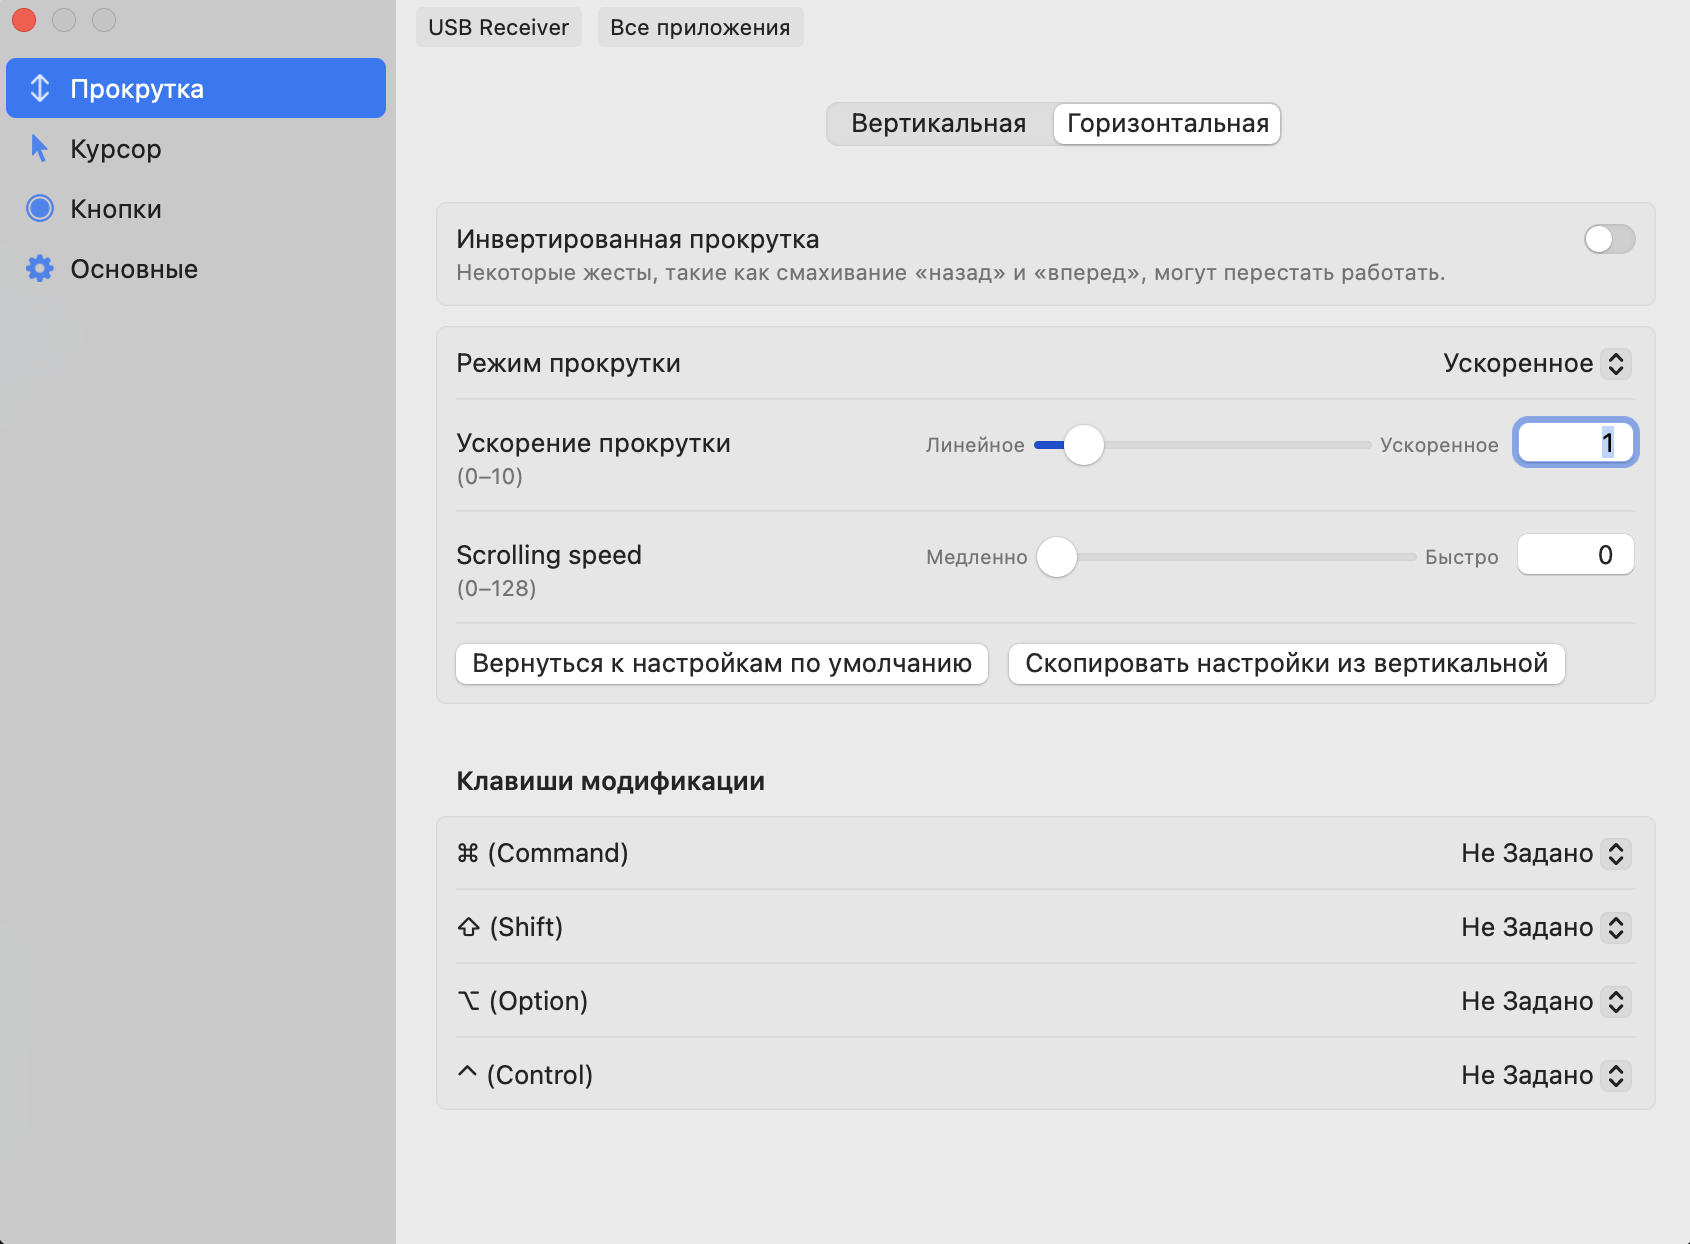 USB Receiver
Все приложения
Прокрутка
Курсор
Кнопки
Основные
Вертикальная
Горизонтальная
Инвертированная прокрутка
Некоторые жесты, такие как смахивание «назад» и «вперед», могут перестать работать.
Режим прокрутки
Ускоренное
Ускорение прокрутки
(0–10)
Линейное
Ускоренное
1
Scrolling speed
(0–128)
Медленно
Быстро
0
Вернуться к настройкам по умолчанию
Скопировать настройки из вертикальной
Клавиши модификации
⌘ (Command)
Не Задано
⇧ (Shift)
Не Задано
⌥ (Option)
Не Задано
^ (Control)
Не Задано